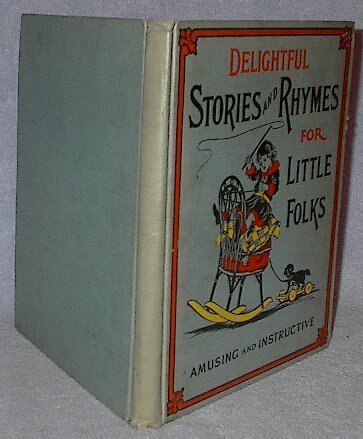 DELIGHTFUL
STORIES AND RHYMES
FOR
LITTLE
FOLKS
AMUSING AND INSTRUCTIVE